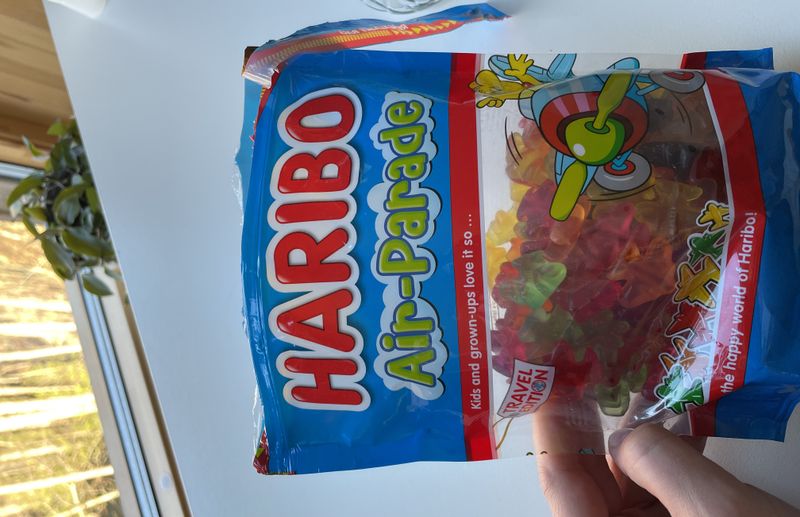 HARIBO
Air-Parade
Kids and grown-ups love it so ...
TRAVEL
EDITION
the happy world of Haribo!